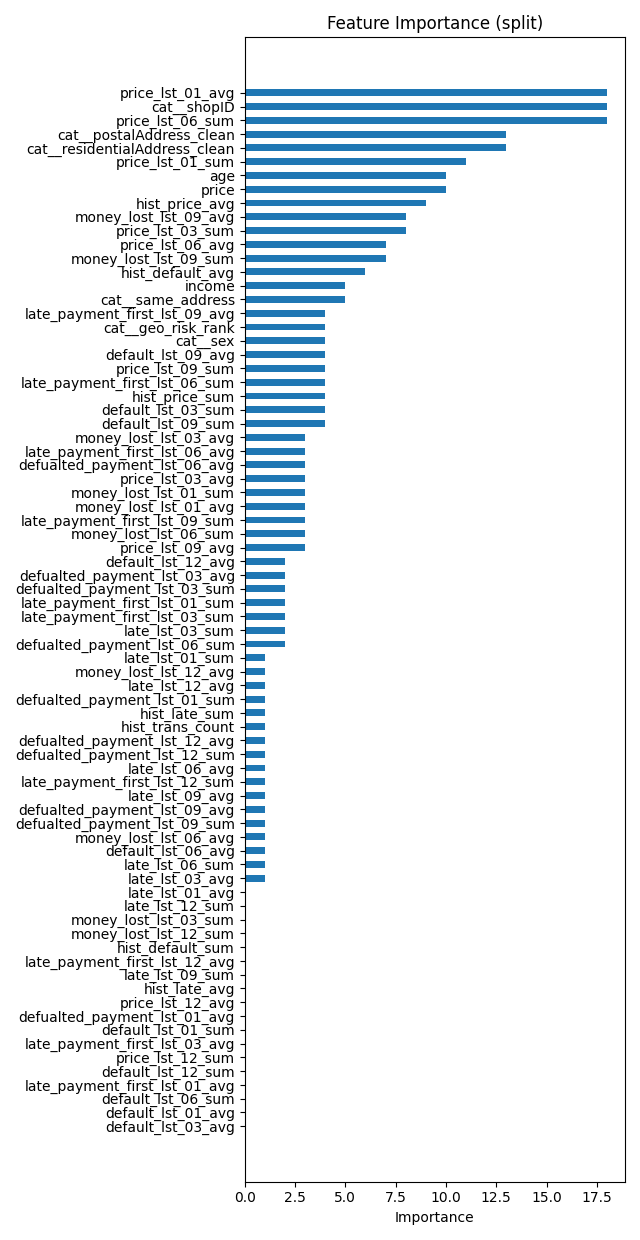 Feature Importance (split)
price_lst_01_avg
cat__shopID
price_lst_06_sum
cat__postalAddress_clean
cat__residentialAddress_clean
price_lst_01_sum
age
price
hist_price_avg
money_lost_lst_09_avg
price_lst_03_sum
price_lst_06_avg
money_lost_lst_09_sum
hist_default_avg
income
cat__same_address
late_payment_first_lst_09_avg
cat__geo_risk_rank
cat__sex
default_lst_09_avg
price_lst_09_sum
late_payment_first_lst_06_sum
hist_price_sum
default_lst_03_sum
default_lst_09_sum
money_lost_lst_03_avg
late_payment_first_lst_06_avg
defualted_payment_lst_06_avg
price_lst_03_avg
money_lost_lst_01_sum
money_lost_lst_01_avg
late_payment_first_lst_09_sum
money_lost_lst_06_sum
price_lst_09_avg
default_lst_12_avg
defualted_payment_lst_03_avg
defualted_payment_lst_03_sum
late_payment_first_lst_01_sum
late_payment_first_lst_03_sum
late_lst_03_sum
defualted_payment_lst_06_sum
late_lst_01_sum
money_lost_lst_12_avg
late_lst_12_avg
defualted_payment_lst_01_sum
hist_late_sum
hist_trans_count
defualted_payment_lst_12_avg
defualted_payment_lst_12_sum
late_lst_06_avg
late_payment_first_lst_12_sum
late_lst_09_avg
defualted_payment_lst_09_avg
defualted_payment_lst_09_sum
money_lost_lst_06_avg
default_lst_06_avg
late_lst_06_sum
late_lst_03_avg
late_lst_01_avg
late_lst_12_sum
money_lost_lst_03_sum
money_lost_lst_12_sum
hist_default_sum
late_payment_first_lst_12_avg
late_lst_09_sum
hist_late_avg
price_lst_12_avg
defualted_payment_lst_01_avg
default_lst_01_sum
late_payment_first_lst_03_avg
price_lst_12_sum
default_lst_12_sum
late_payment_first_lst_01_avg
default_lst_06_sum
default_lst_01_avg
default_lst_03_avg
0.0 2.5 5.0 7.5 10.0 12.5 15.0 17.5
Importance